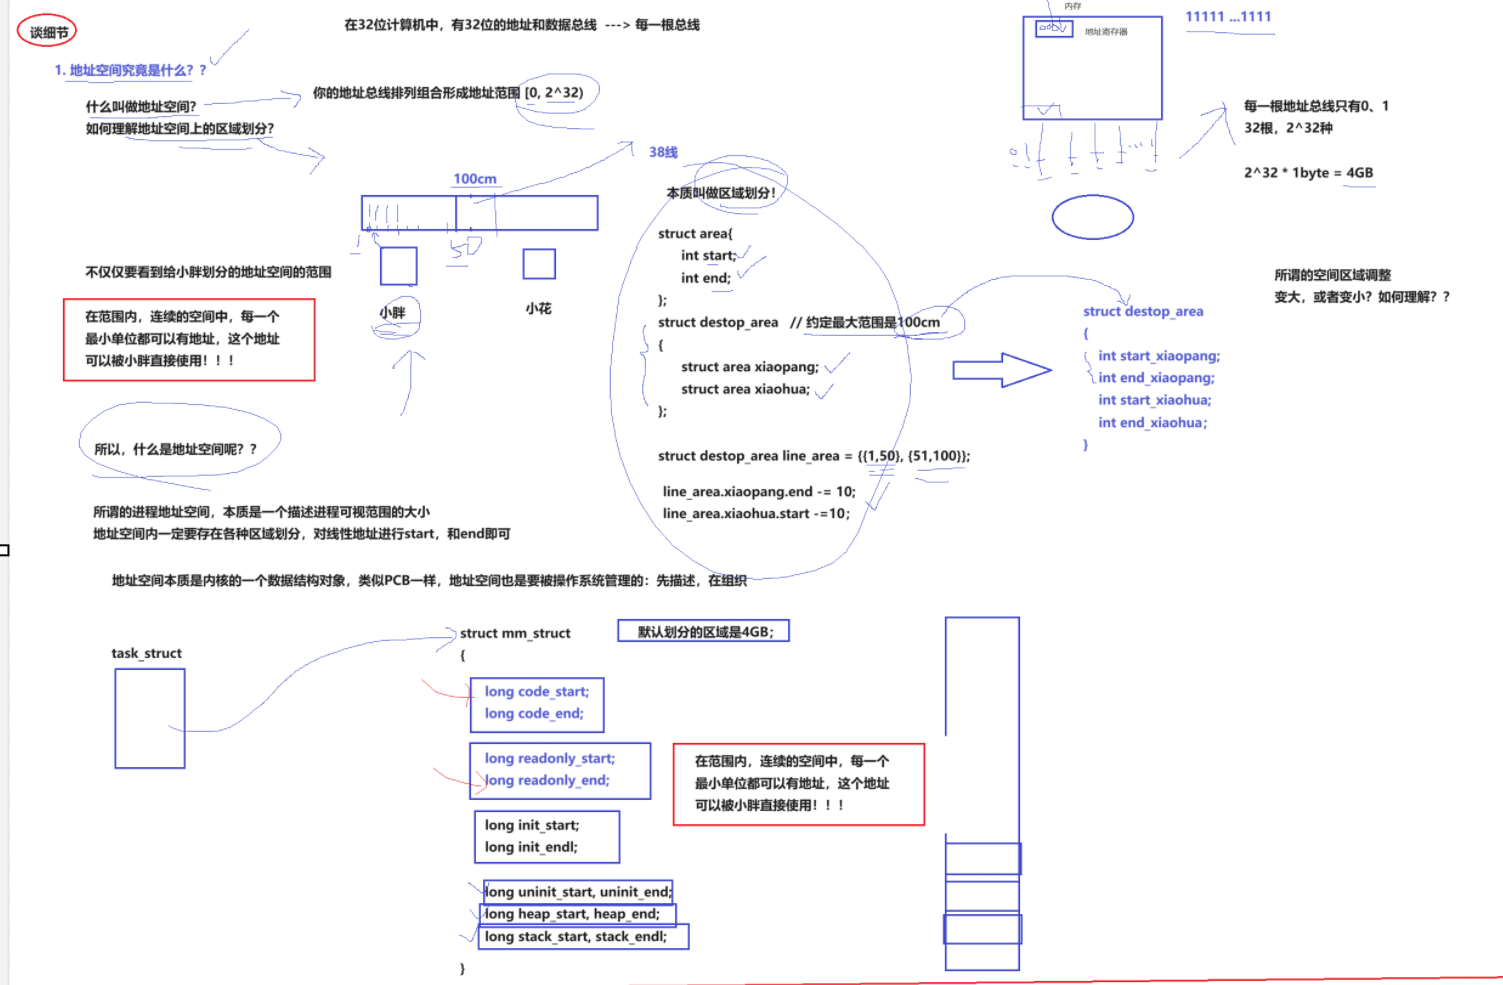 谈细节
在32位计算机中，有32位的地址和数据总线 ---> 每一根总线
1. 地址空间究竟是什么？?
什么叫做地址空间?
你的地址总线排列组合形成地址范围 [0, 2^32)
如何理解地址空间上的区域划分?
内存
地址寄存器
11111 ...1111
每一根地址总线只有0、1
32根，2^32种
2^32 * 1byte = 4GB
100cm
50
小胖
小花
不仅仅要看到给小胖划分的地址空间的范围
在范围内，连续的空间中，每一个
最小单位都可以有地址，这个地址
可以被小胖直接使用！！！
38线
本质叫做区域划分!
struct area{
int start;
int end;
};
struct destop_area // 约定最大范围是100cm
{
struct area xiaopang;
struct area xiaohua;
};
struct destop_area line_area = {{1,50}, {51,100}};
line_area.xiaopang.end -= 10;
line_area.xiaohua.start -=10;
所谓的空间区域调整
变大，或者变小？如何理解？?
struct destop_area
{
int start_xiaopang;
int end_xiaopang;
int start_xiaohua;
int end_xiaohua;
}
所以，什么是地址空间呢？?
所谓的进程地址空间，本质是一个描述进程可视范围的大小
地址空间内一定要存在各种区域划分，对线性地址进行start，和end即可
地址空间本质是内核的一个数据结构对象，类似PCB一样，地址空间也是要被操作系统管理的：先描述，在组织
task_struct
struct mm_struct
默认划分的区域是4GB；
{
long code_start;
long code_end;
long readonly_start;
long readonly_end;
long init_start;
long init_endl;
long uninit_start, uninit_end;
long heap_start, heap_end;
long stack_start, stack_endl;
}
在范围内，连续的空间中，每一个
最小单位都可以有地址，这个地址
可以被小胖直接使用！！！